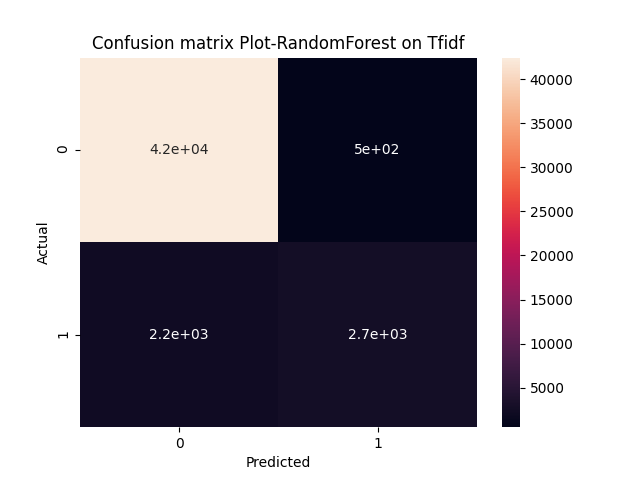 Confusion matrix Plot-RandomForest on Tfidf
Actual
0
4.2e+04
5e+02
1
2.2e+03
2.7e+03
0
1
Predicted
40000
35000
30000
25000
20000
15000
10000
5000